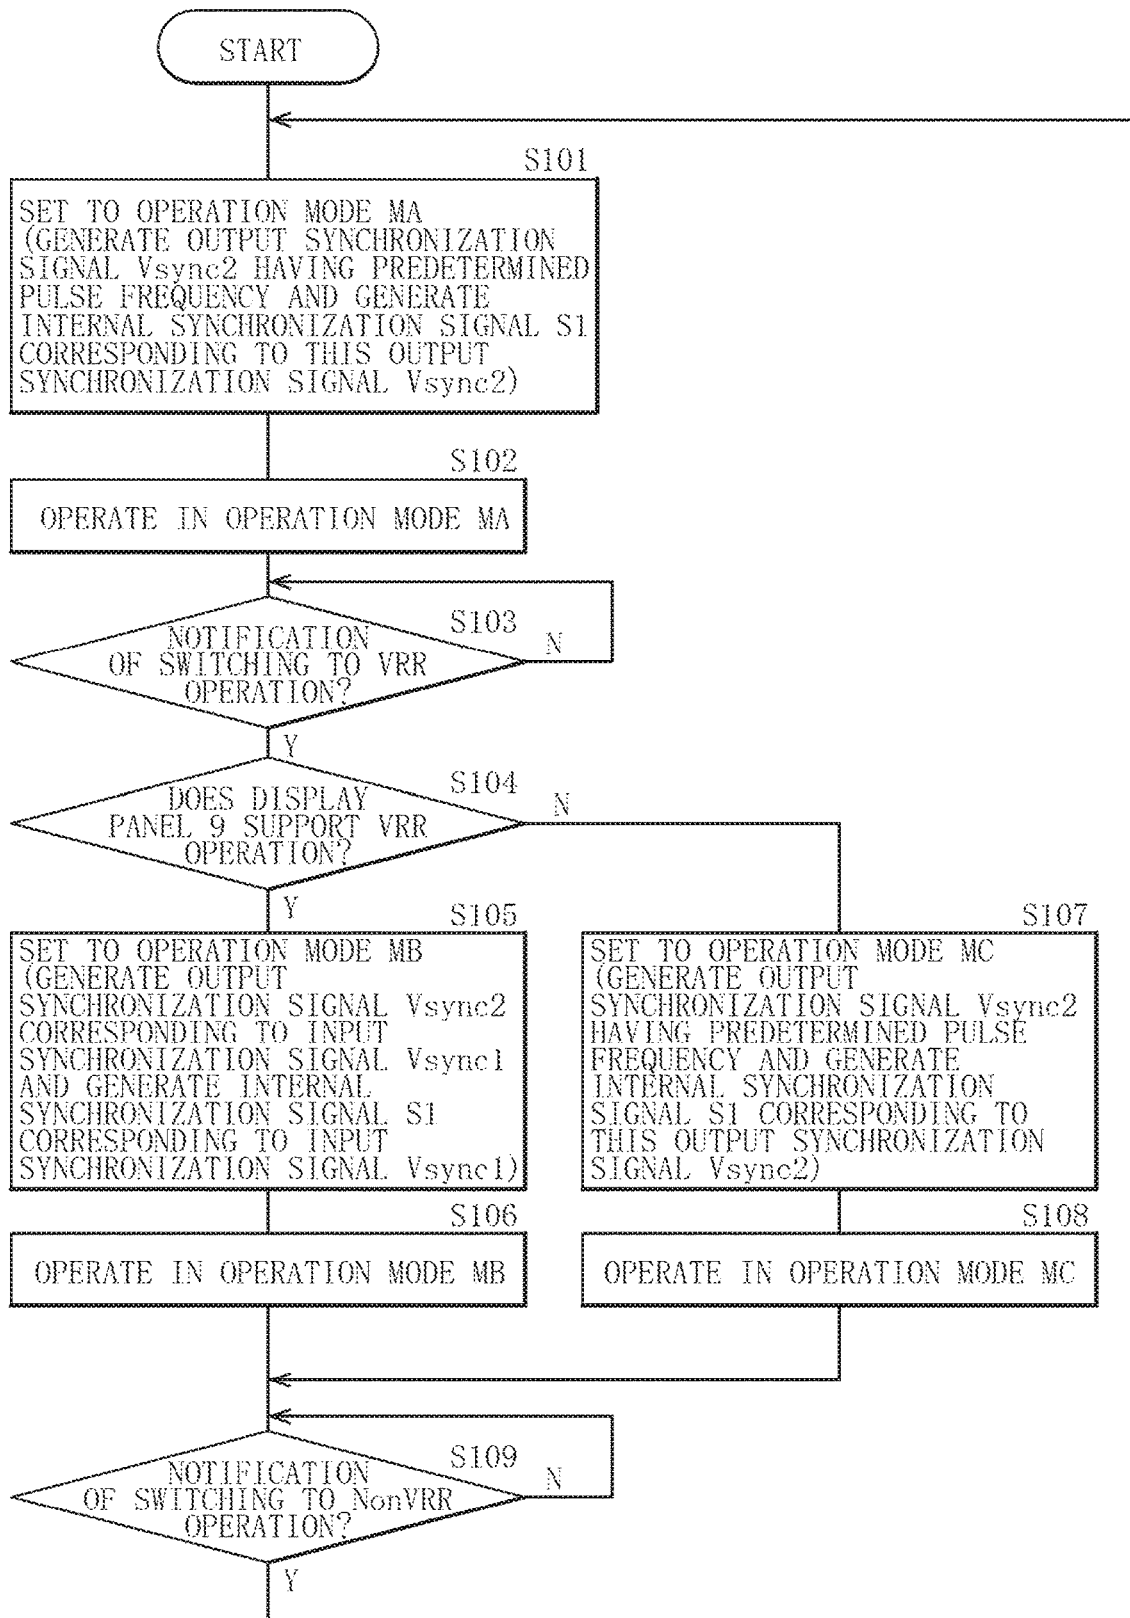 START
S101
SET TO OPERATION MODE MA
(GENERATE OUTPUT SYNCHRONIZATION
SIGNAL Vsync2 HAVING PREDETERMINED
PULSE FREQUENCY AND GENERATE
INTERNAL SYNCHRONIZATION SIGNAL S1
CORRESPONDING TO THIS OUTPUT
SYNCHRONIZATION SIGNAL Vsync2)
S102
OPERATE IN OPERATION MODE MA
S103
NOTIFICATION
OF SWITCHING TO VRR
OPERATION?
N
Y
S104
DOES DISPLAY
PANEL 9 SUPPORT VRR
OPERATION?
N
Y
S105
SET TO OPERATION MODE MB
(GENERATE OUTPUT
SYNCHRONIZATION SIGNAL Vsync2
CORRESPONDING TO INPUT
SYNCHRONIZATION SIGNAL Vsync1
AND GENERATE INTERNAL
SYNCHRONIZATION SIGNAL S1
CORRESPONDING TO INPUT
SYNCHRONIZATION SIGNAL Vsync1)
S106
OPERATE IN OPERATION MODE MB
S107
SET TO OPERATION MODE MC
(GENERATE OUTPUT
SYNCHRONIZATION SIGNAL Vsync2
HAVING PREDETERMINED PULSE
FREQUENCY AND GENERATE
INTERNAL SYNCHRONIZATION
SIGNAL S1 CORRESPONDING TO
THIS OUTPUT SYNCHRONIZATION
SIGNAL Vsync2)
S108
OPERATE IN OPERATION MODE MC
S109
NOTIFICATION
OF SWITCHING TO NonVRR
OPERATION?
N
Y